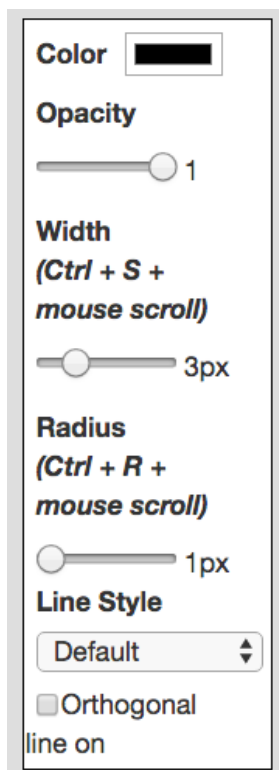 Color
Opacity
1
Width
(Ctrl + S +
mouse scroll)
3px
Radius
(Ctrl + R +
mouse scroll)
1px
Line Style
Default
Orthogonal
line on